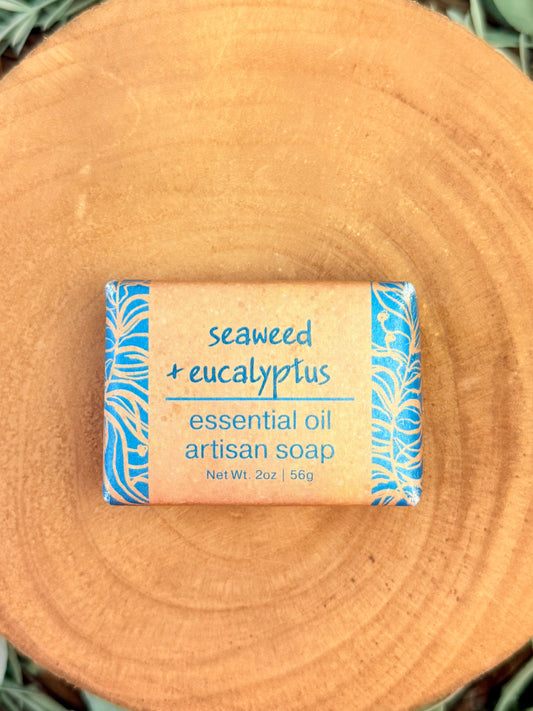 seaweed
+ eucalyptus
essential oil
artisan soap
Net Wt. 2oz | 56g